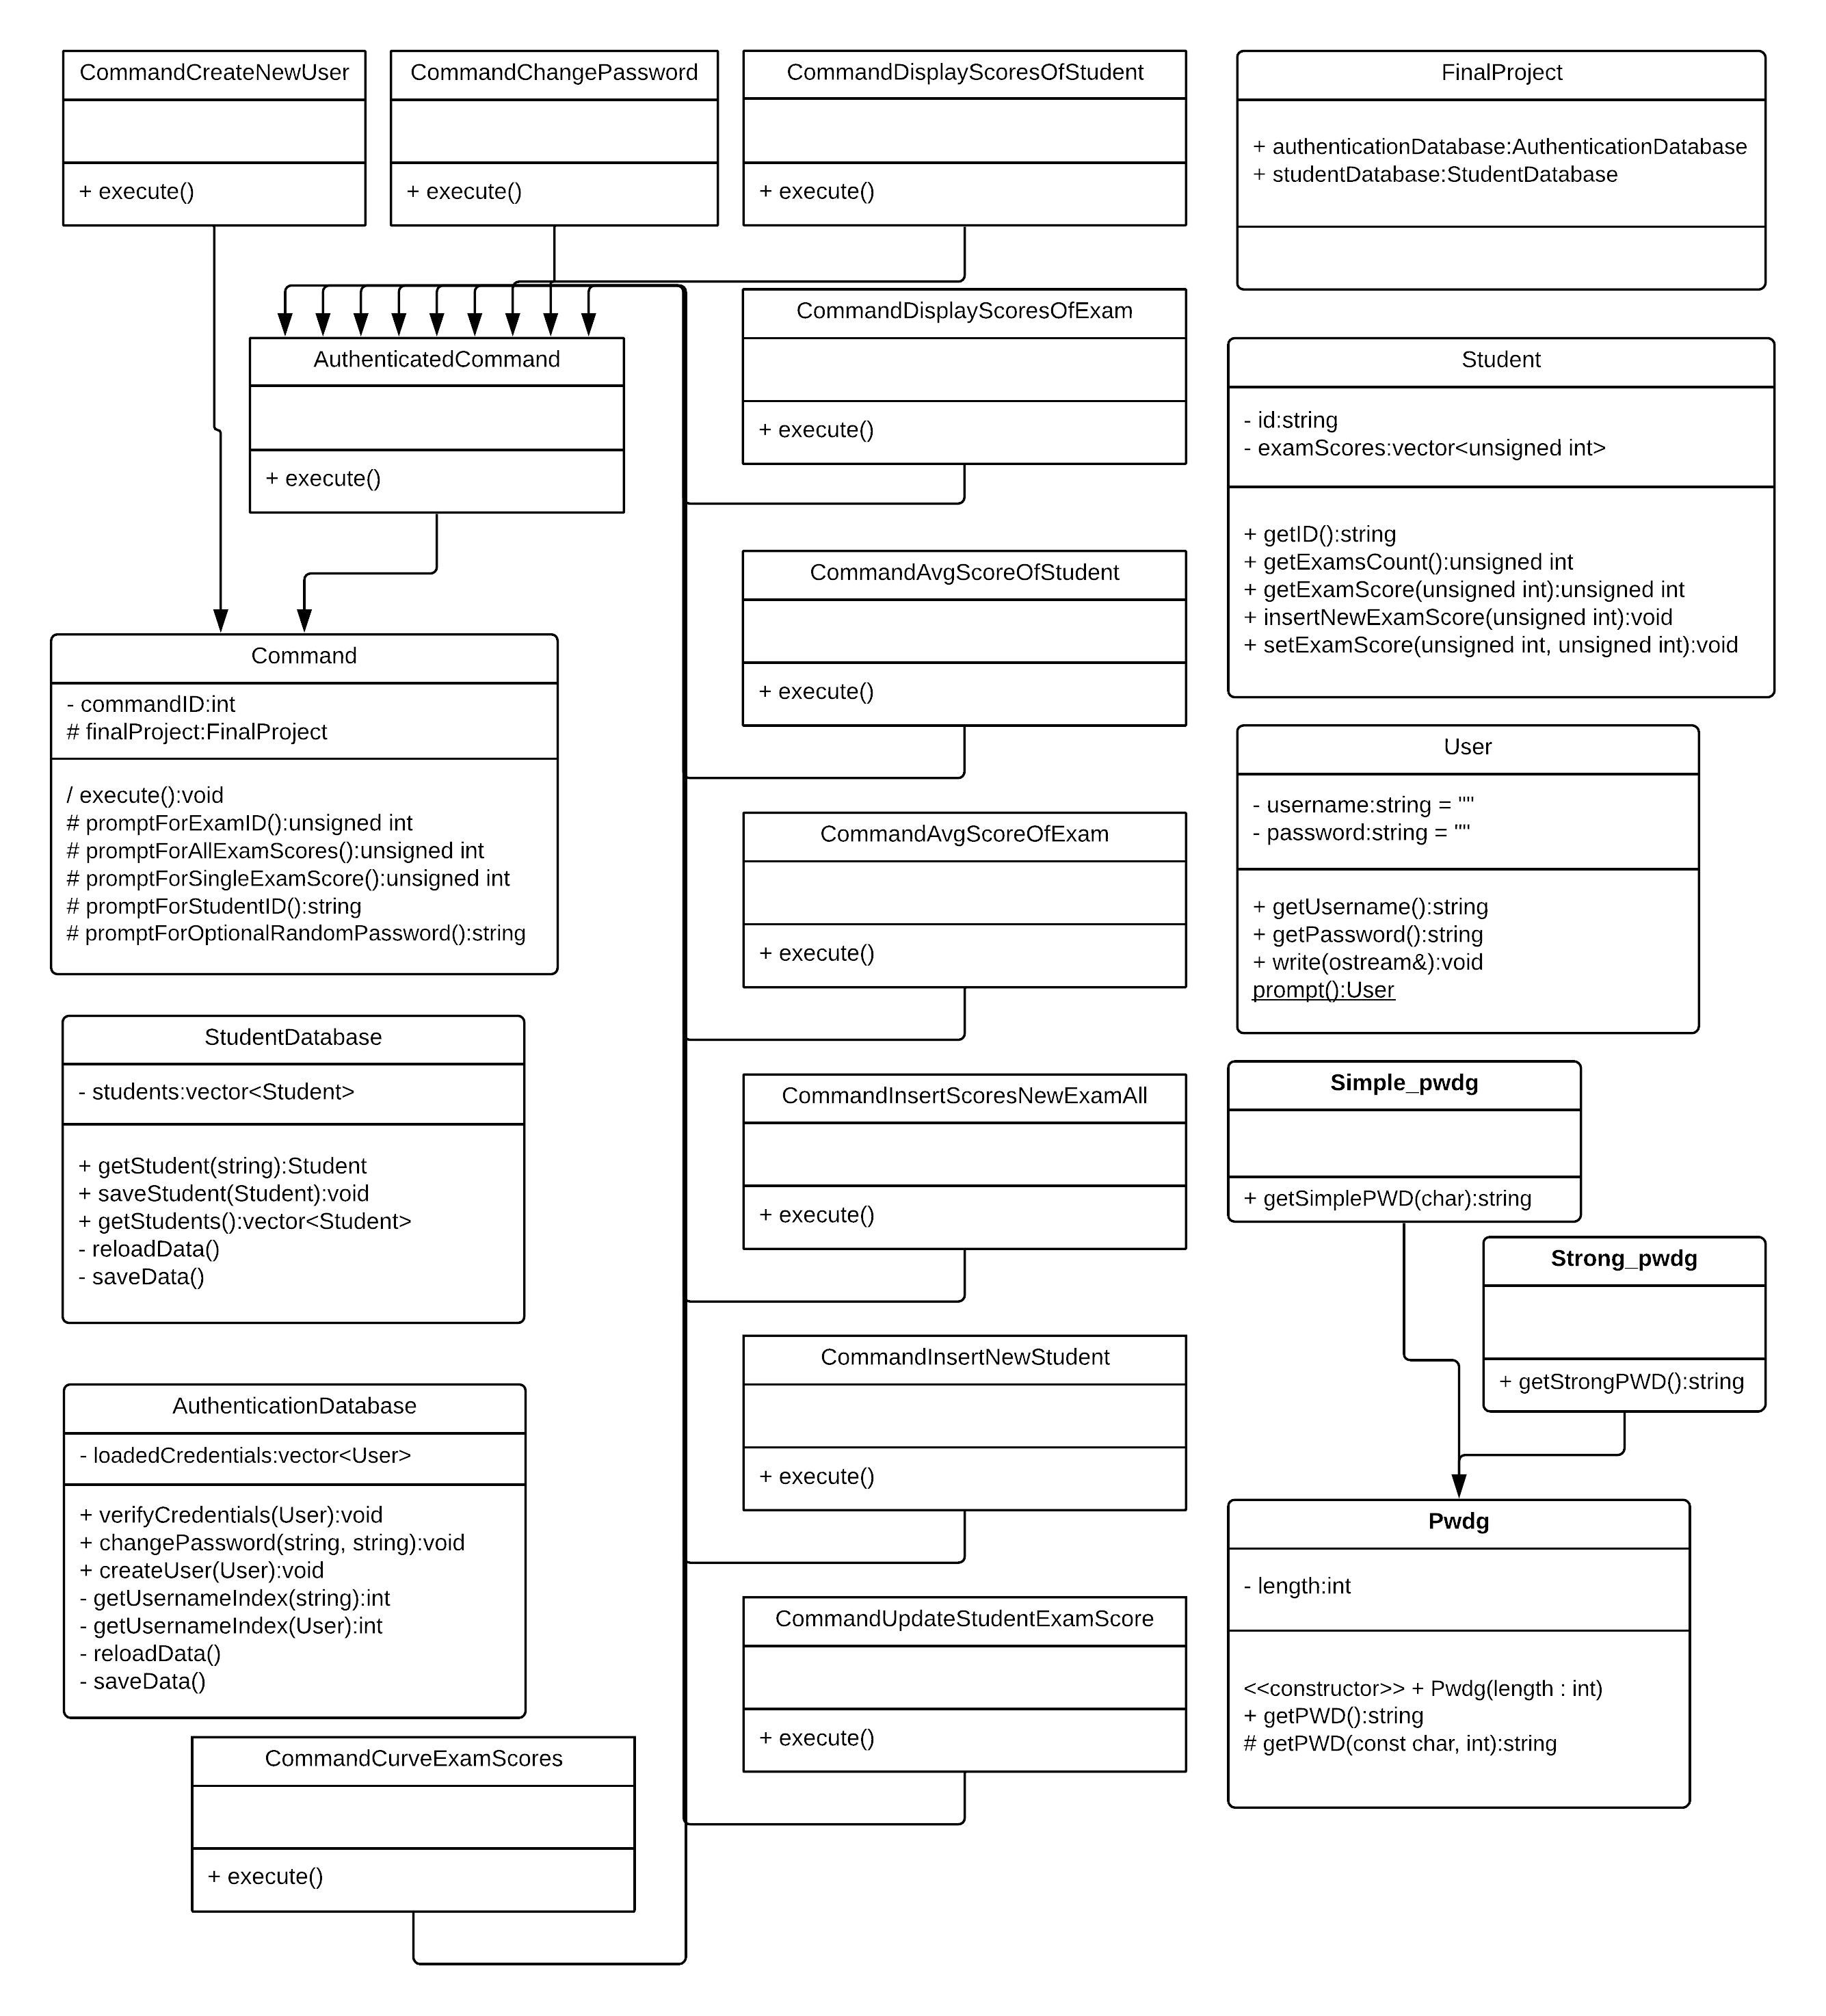 CommandCreateNewUser
+ execute()
CommandChangePassword
+ execute()
CommandDisplayScoresOfStudent
+ execute()
FinalProject
+ authenticationDatabase:AuthenticationDatabase
+ studentDatabase:StudentDatabase
AuthenticatedCommand
+ execute()
CommandDisplayScoresOfExam
+ execute()
Student
- id:string
- examScores:vector<unsigned int>
+ getID():string
+ getExamsCount():unsigned int
+ getExamScore(unsigned int):unsigned int
+ insertNewExamScore(unsigned int):void
+ setExamScore(unsigned int, unsigned int):void
CommandAvgScoreOfStudent
+ execute()
Command
- commandID:int
# finalProject:FinalProject
/ execute():void
# promptForExamID():unsigned int
# promptForAllExamScores():unsigned int
# promptForSingleExamScore():unsigned int
# promptForStudentID():string
# promptForOptionalRandomPassword():string
User
- username:string = ""
- password:string = ""
+ getUsername():string
+ getPassword():string
+ write(ostream&):void
prompt():User
CommandAvgScoreOfExam
+ execute()
StudentDatabase
- students:vector<Student>
+ getStudent(string):Student
+ saveStudent(Student):void
+ getStudents():vector<Student>
- reloadData()
- saveData()
CommandInsertScoresNewExamAll
+ execute()
Simple_pwdg
+ getSimplePWD(char):string
Strong_pwdg
+ getStrongPWD():string
CommandInsertNewStudent
+ execute()
AuthenticationDatabase
- loadedCredentials:vector<User>
+ verifyCredentials(User):void
+ changePassword(string, string):void
+ createUser(User):void
- getUsernameIndex(string):int
- getUsernameIndex(User):int
- reloadData()
- saveData()
Pwdg
- length:int
<<constructor>> + Pwdg(length : int)
+ getPWD():string
# getPWD(const char, int):string
CommandUpdateStudentExamScore
+ execute()
CommandCurveExamScores
+ execute()